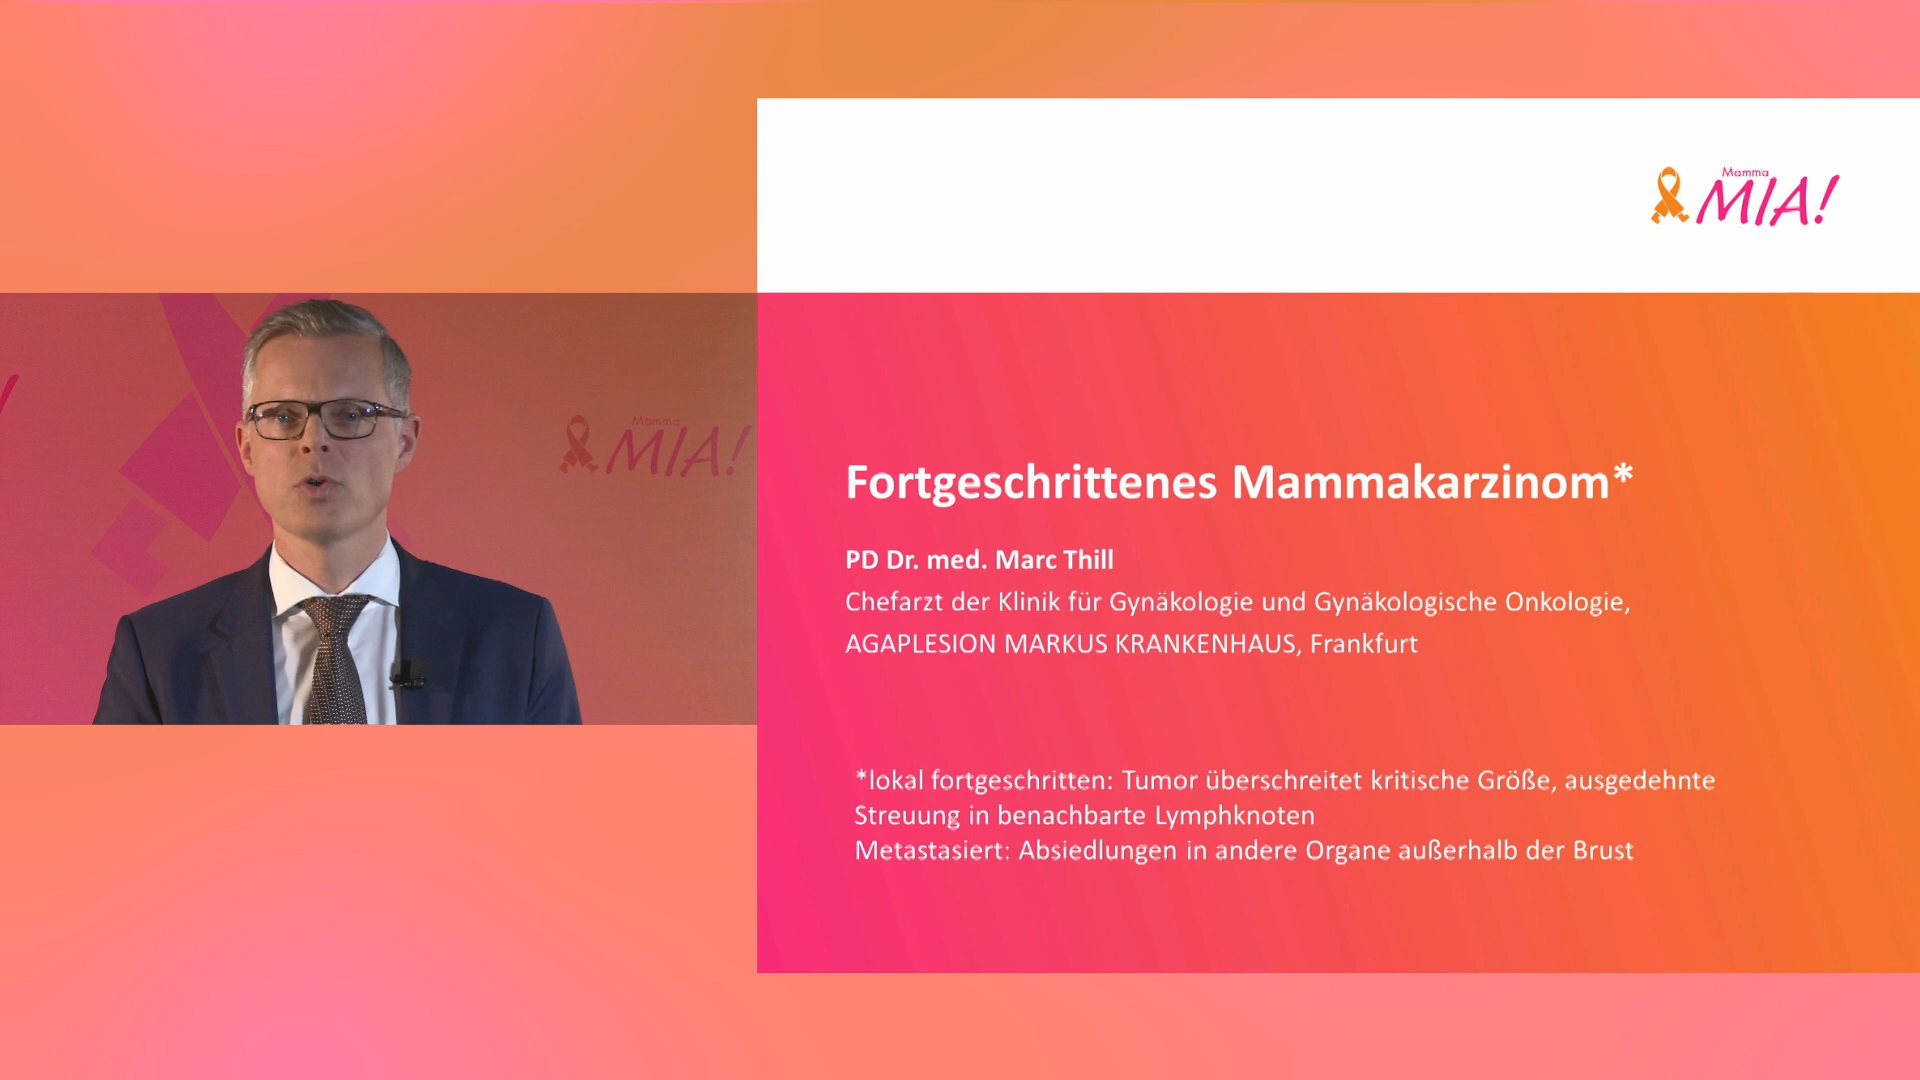 Mamma
MIA!
Mamma
MIA!
Fortgeschrittenes Mammakarzinom*
PD Dr. med. Marc Thill
Chefarzt der Klinik für Gynäkologie und Gynäkologische Onkologie,
AGAPLESION MARKUS KRANKENHAUS, Frankfurt
*lokal fortgeschritten: Tumor überschreitet kritische Größe, ausgedehnte
Streuung in benachbarte Lymphknoten
Metastasiert: Absiedlungen in andere Organe außerhalb der Brust